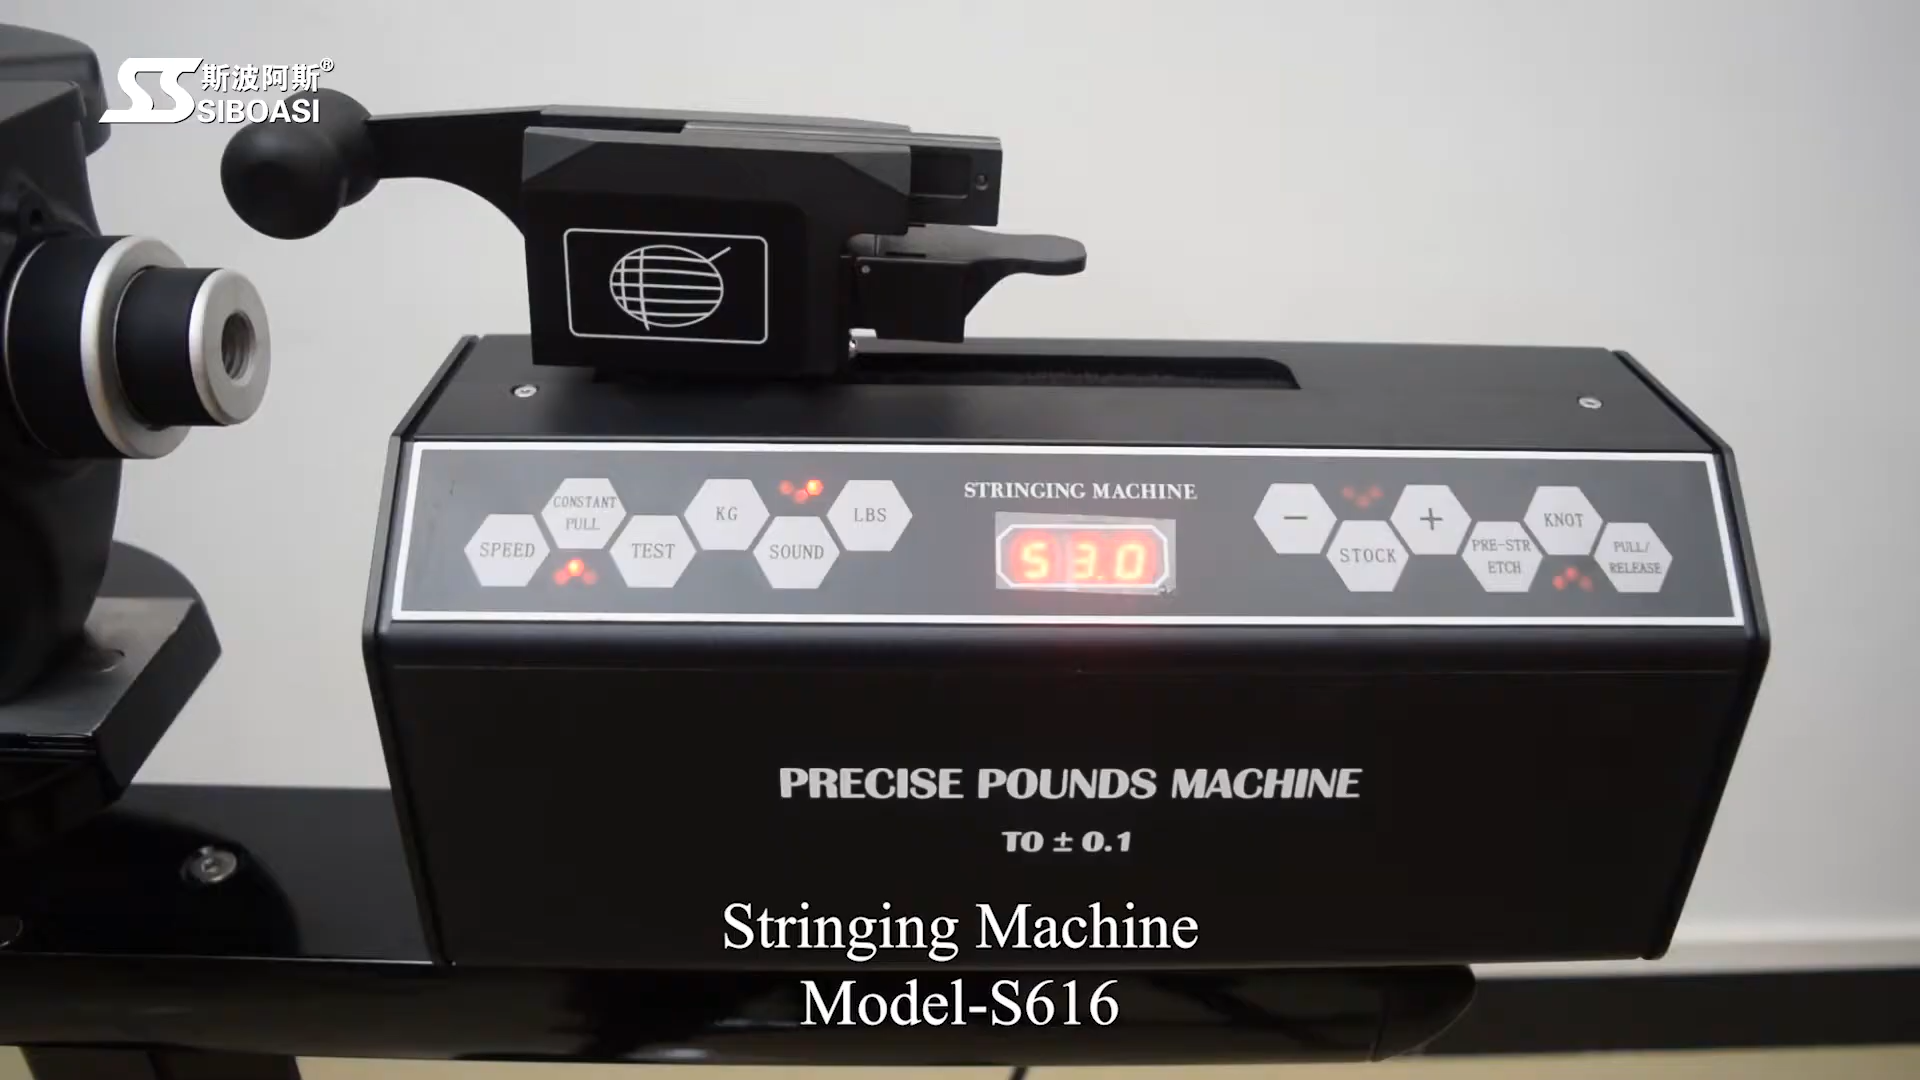 斯波阿斯®
SIBOASI
SPEED
CONSTANT
PULL
TEST
KG
SOUND
LBS
STRINGING MACHINE
53.0
−
STOCK
+
PRE-STR
ETCH
KNOT
PULL/
RELEASE
PRECISE POUNDS MACHINE
TO ± 0.1
Stringing Machine
Model-S616